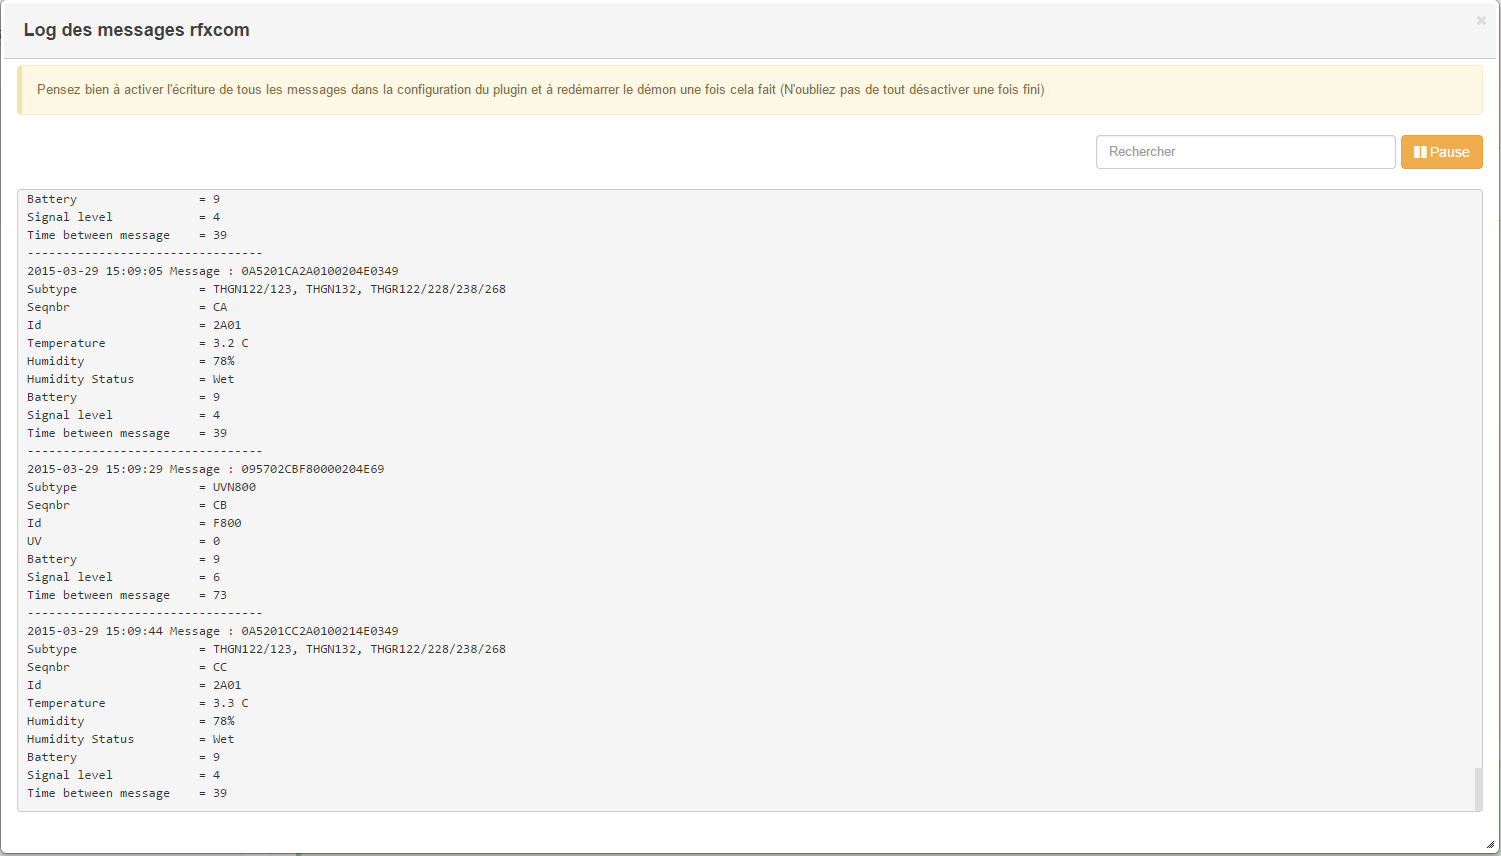 Log des messages rfxcom
Pensez bien à activer l'écriture de tous les messages dans la configuration du plugin et à redémarrer le démon une fois cela fait (N'oubliez pas de tout désactiver une fois fini)
Rechercher
Pause
Battery = 9
Signal level = 4
Time between message = 39
---------------------------------
2015-03-29 15:09:05 Message : 0A5201CA2A0100204E0349
Subtype = THGN122/123, THGN132, THGR122/228/238/268
Seqnbr = CA
Id = 2A01
Temperature = 3.2 C
Humidity = 78%
Humidity Status = Wet
Battery = 9
Signal level = 4
Time between message = 39
---------------------------------
2015-03-29 15:09:29 Message : 095702CBF80000204E69
Subtype = UVN800
Seqnbr = CB
Id = F800
UV = 0
Battery = 9
Signal level = 6
Time between message = 73
---------------------------------
2015-03-29 15:09:44 Message : 0A5201CC2A0100214E0349
Subtype = THGN122/123, THGN132, THGR122/228/238/268
Seqnbr = CC
Id = 2A01
Temperature = 3.3 C
Humidity = 78%
Humidity Status = Wet
Battery = 9
Signal level = 4
Time between message = 39